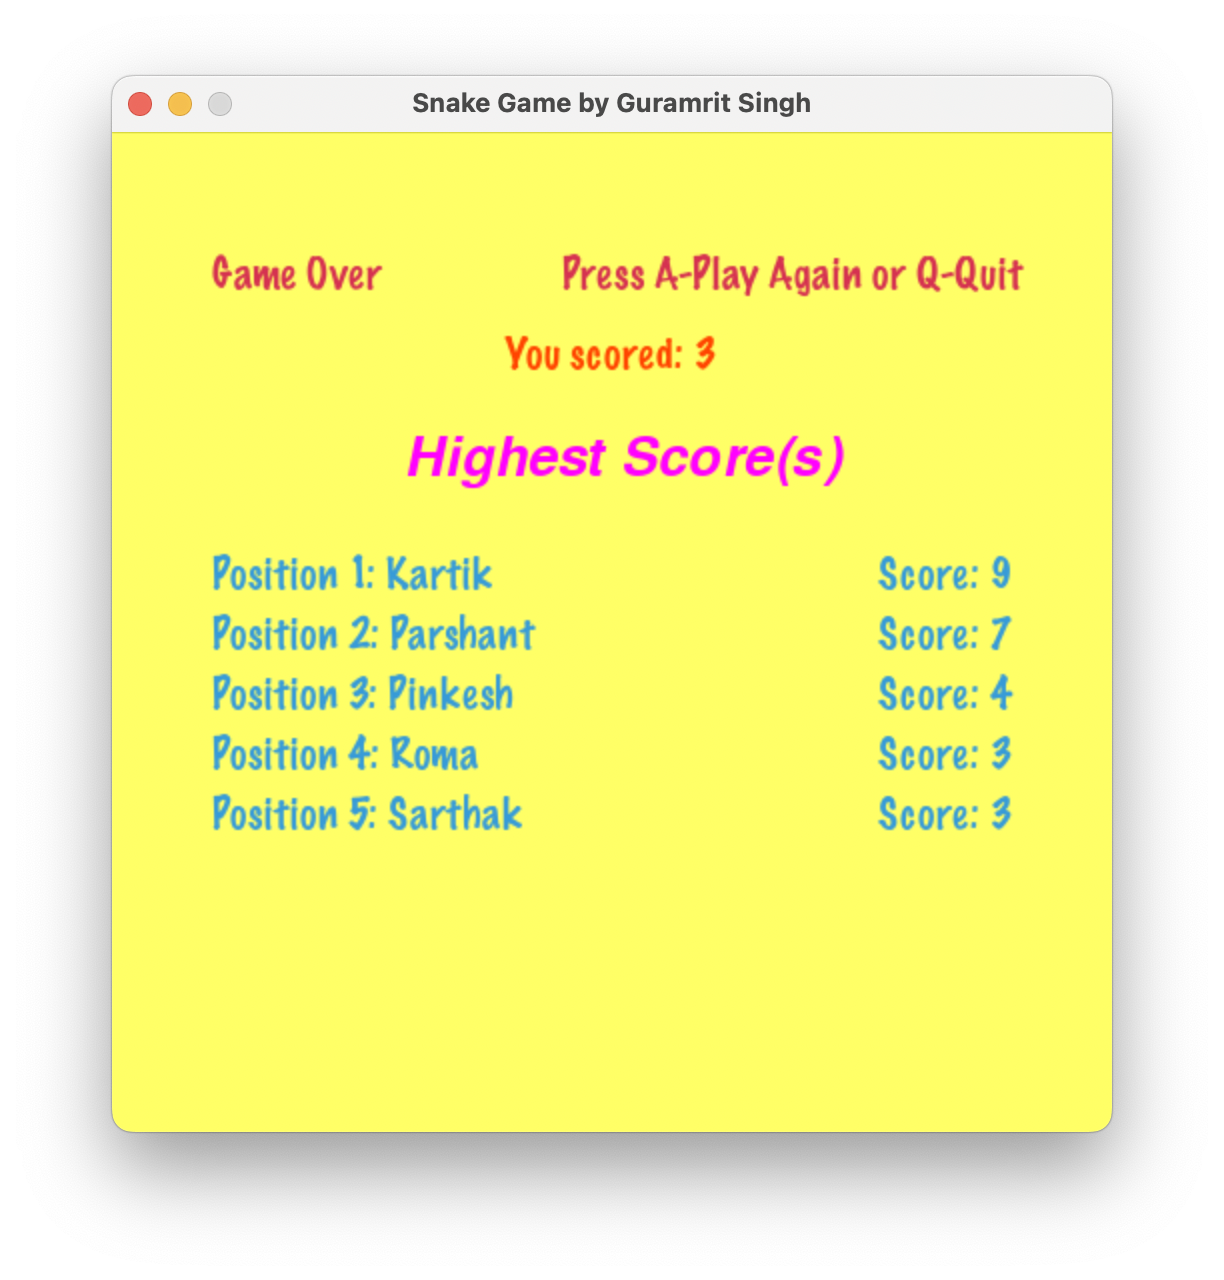 Snake Game by Guramrit Singh
Game Over Press A-Play Again or Q-Quit
You scored: 3
Highest Score(s)
Position 1: Kartik Score: 9
Position 2: Parshant Score: 7
Position 3: Pinkesh Score: 4
Position 4: Roma Score: 3
Position 5: Sarthak Score: 3